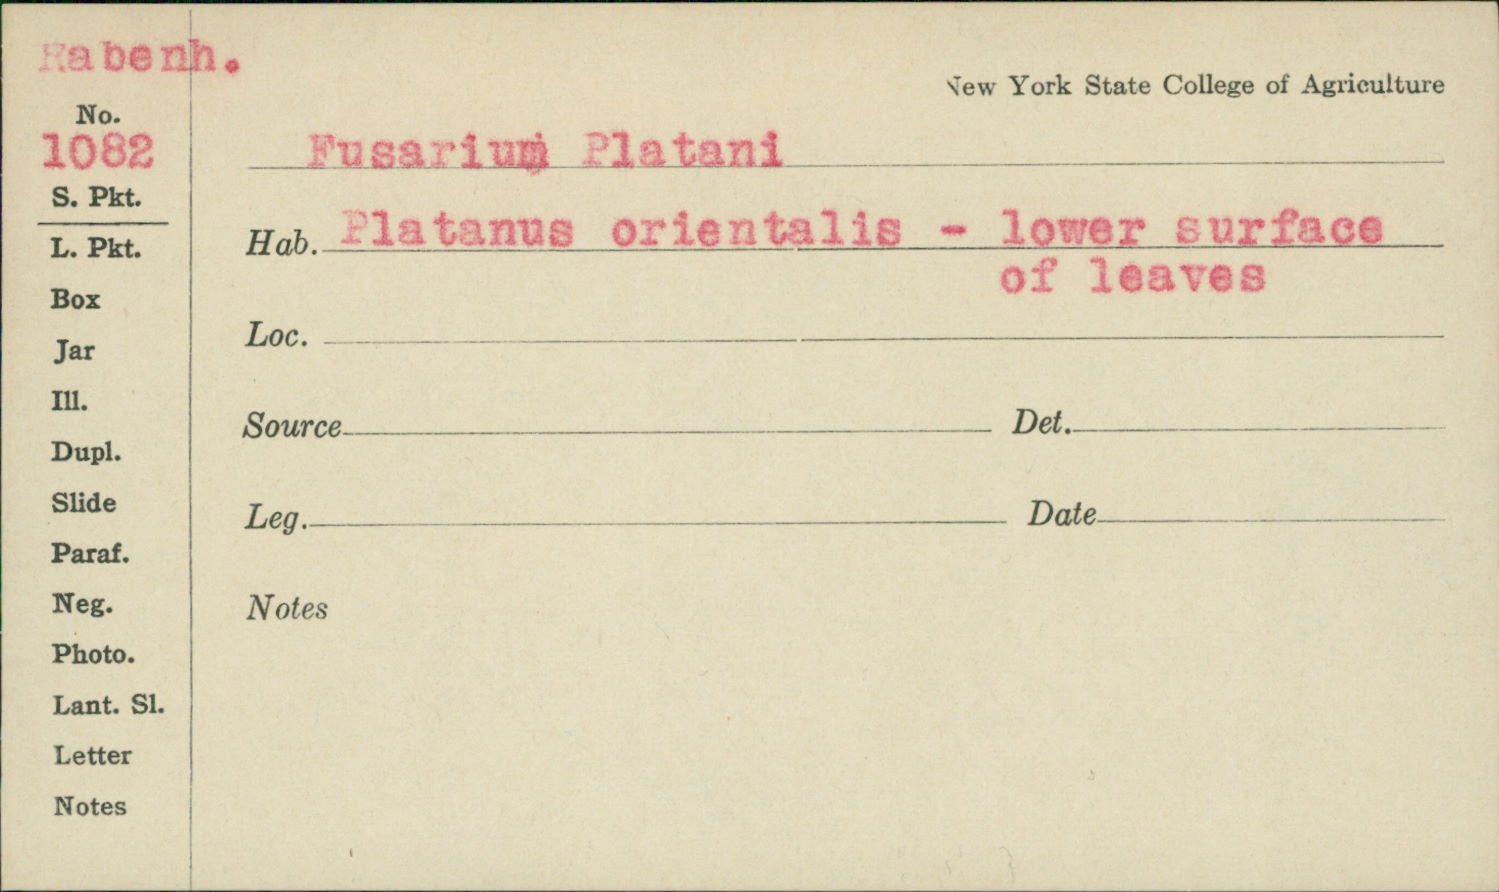 Rabenh.
New York State College of Agriculture
No.
1082
Fusarium Platani
S. Pkt.
Hab. Platanus orientalis - lower surface
of leaves
L. Pkt.
Box
Loc.
Jar
Ill.
Source Det.
Dupl.
Slide
Leg. Date
Paraf.
Neg.
Notes
Photo.
Lant. Sl.
Letter
Notes